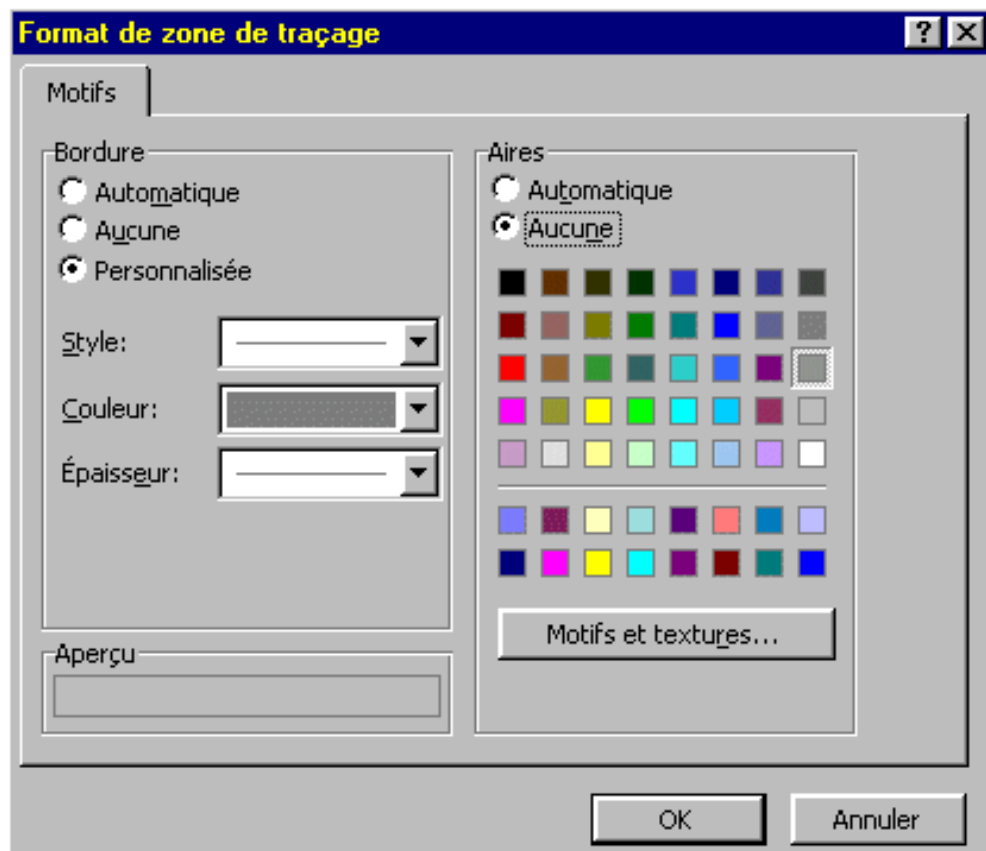 Format de zone de traçage
Motifs
Bordure
Automatique
Aucune
Personnalisée
Style:
Couleur:
Épaisseur:
Aperçu
Aires
Automatique
Aucune
Motifs et textures...
OK
Annuler